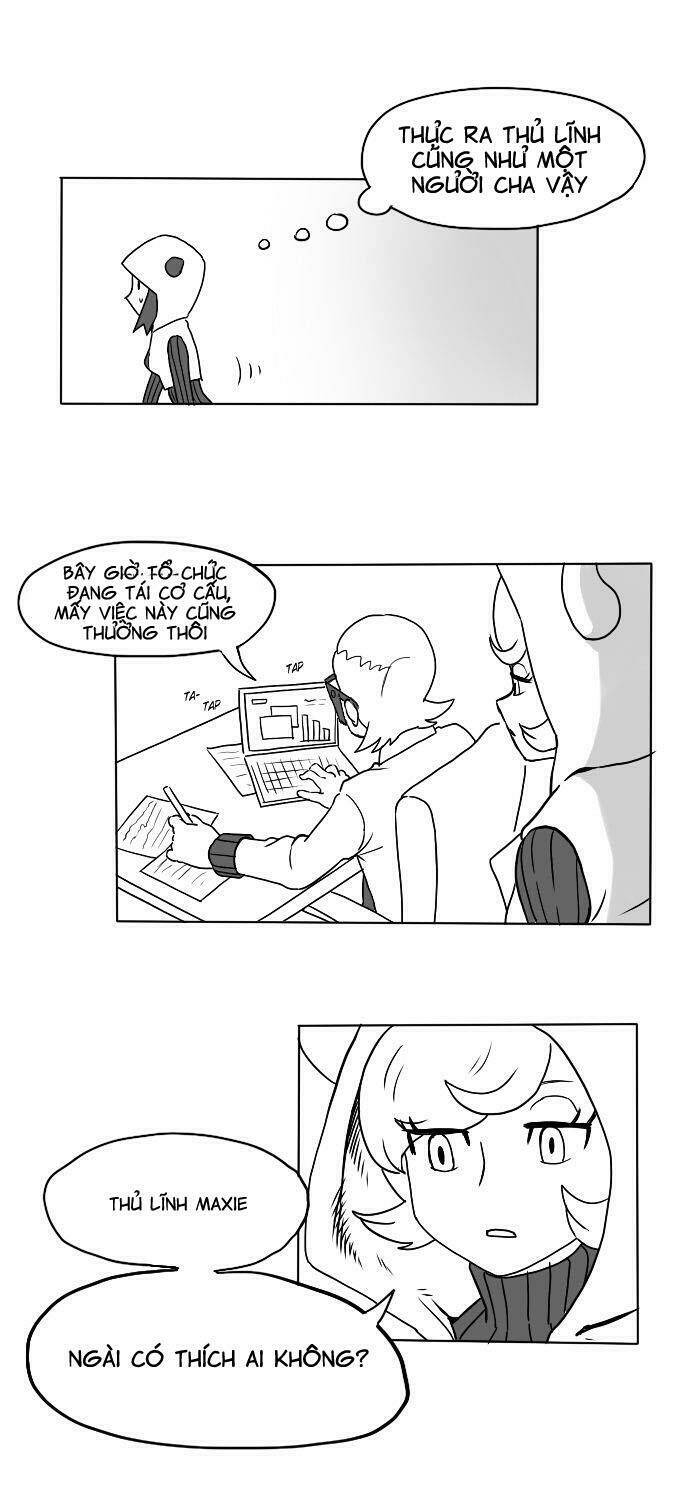 THỰC RA THỦ LĨNH
CŨNG NHƯ MỘT
NGƯỜI CHA VẬY
BÂY GIỜ TỔ CHỨC
ĐANG TÁI CƠ CẤU,
MẤY VIỆC NÀY CŨNG
THƯỜNG THÔI
TAP
TA-
TAP
THỦ LĨNH MAXIE
NGÀI CÓ THÍCH AI KHÔNG?